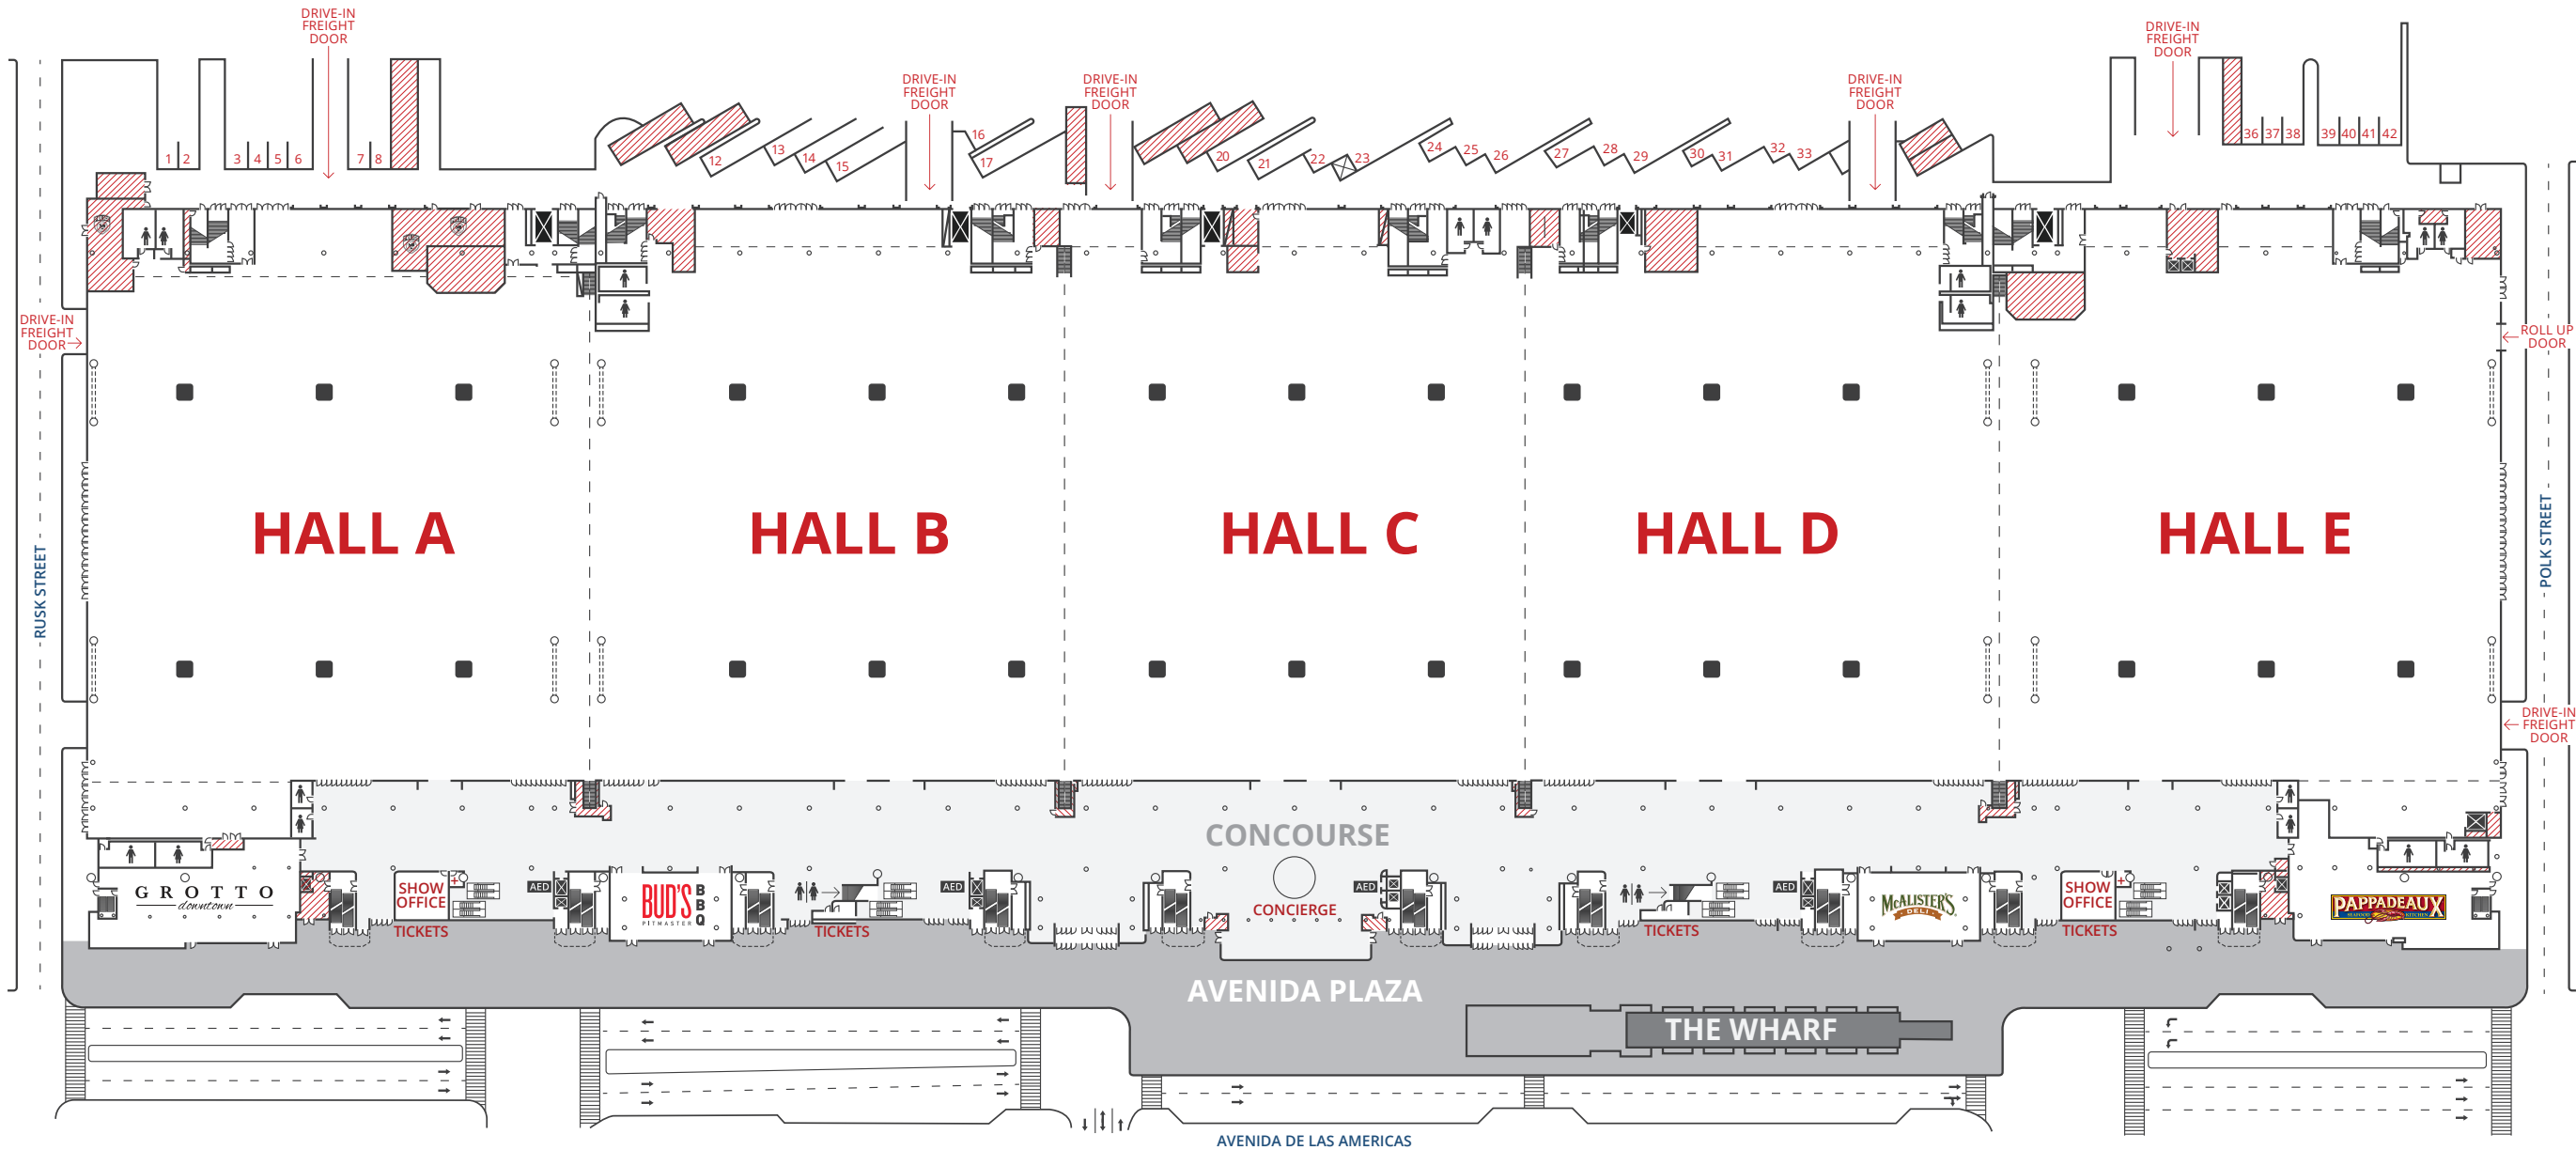 DRIVE-IN
FREIGHT
DOOR
DRIVE-IN
FREIGHT
DOOR
DRIVE-IN
FREIGHT
DOOR
DRIVE-IN
FREIGHT
DOOR
DRIVE-IN
FREIGHT
DOOR
1 2 3 4 5 6 7 8
12 13 14 15 16 17
20 21 22 23 24 25 26 27 28 29 30 31 32 33
36 37 38 39 40 41 42
DRIVE-IN
FREIGHT
DOOR
ROLL UP
DOOR
HALL A
HALL B
HALL C
HALL D
HALL E
RUSK STREET
POLK STREET
DRIVE-IN
FREIGHT
DOOR
CONCOURSE
GROTTO
downtown
SHOW
OFFICE
TICKETS
AED
BUD'S
BBQ
PITMASTER
TICKETS
AED
CONCIERGE
AED
TICKETS
AED
McALISTER'S
DELI
SHOW
OFFICE
TICKETS
PAPPADEAUX
SEAFOOD KITCHEN
AVENIDA PLAZA
THE WHARF
AVENIDA DE LAS AMERICAS